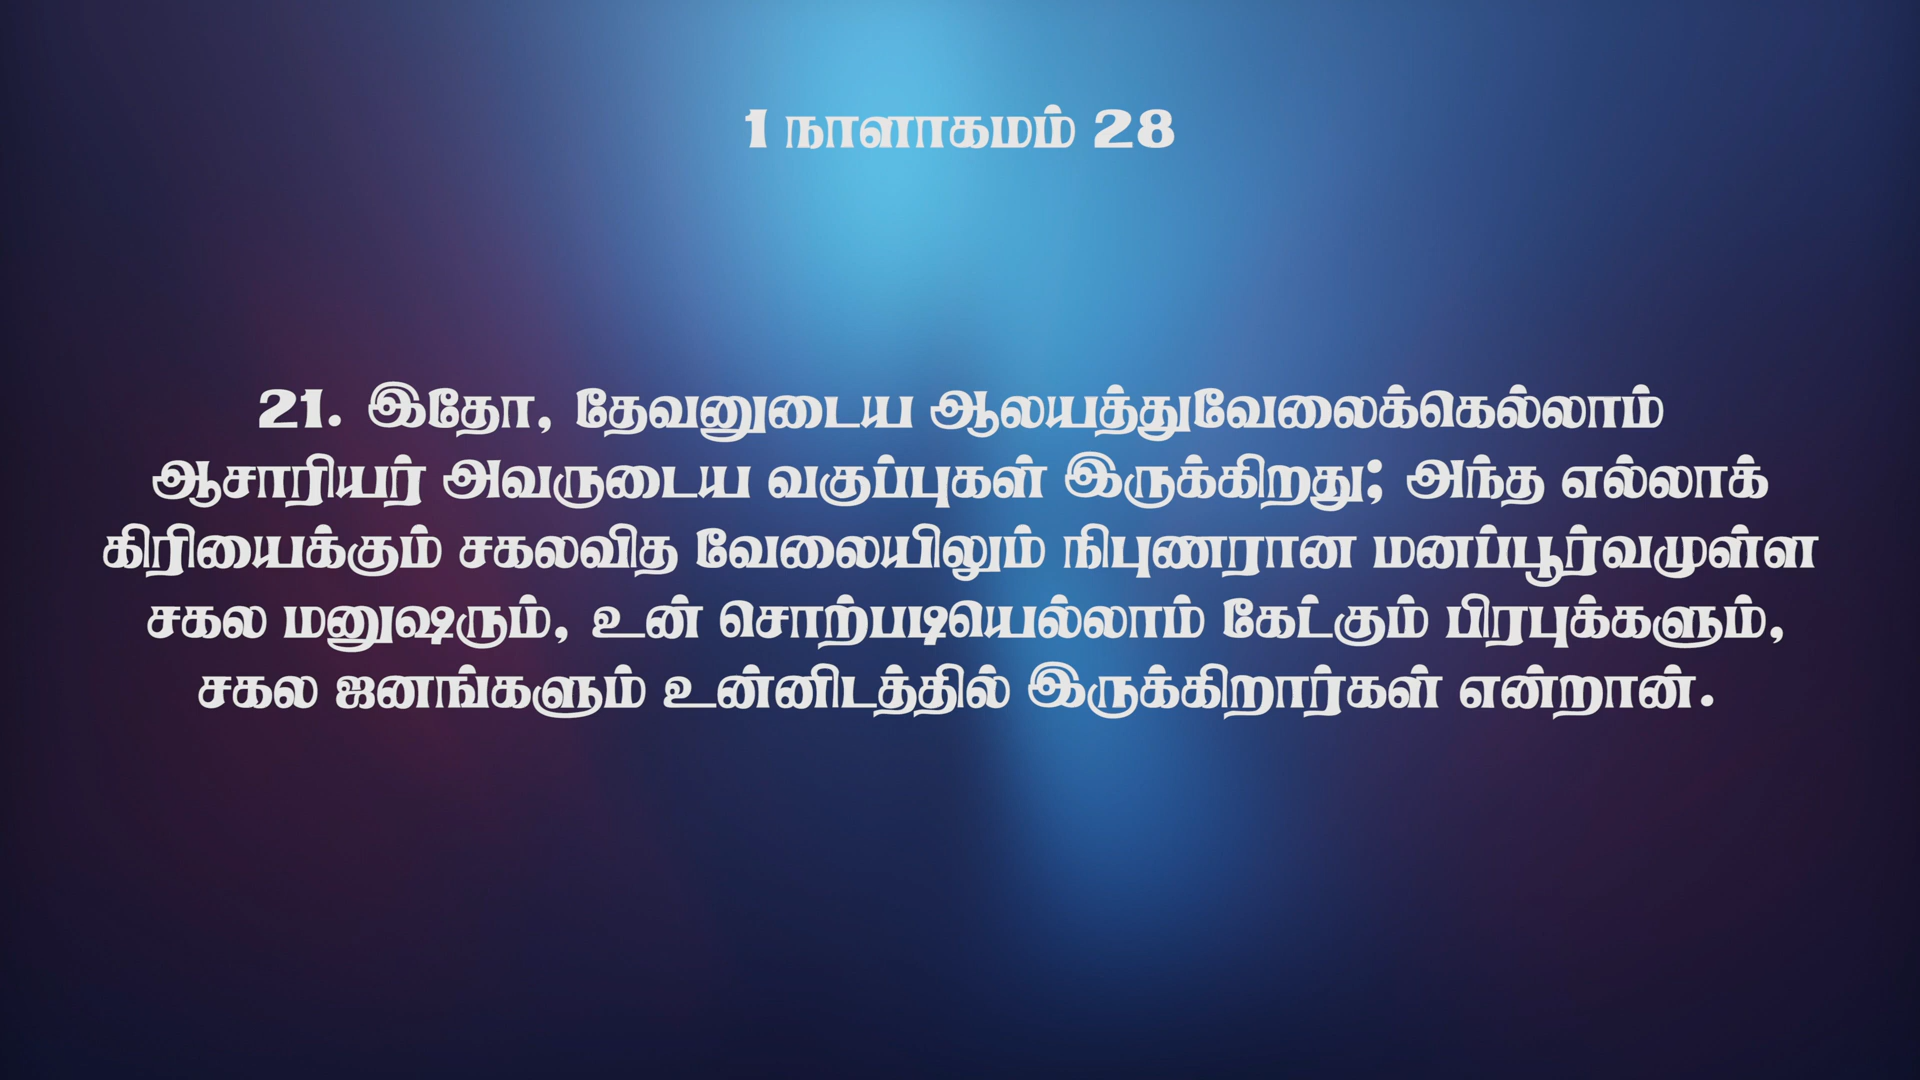 1 நாளாகமம் 28
21. இதோ, தேவனுடைய ஆலயத்துவேலைக்கெல்லாம்
ஆசாரியர் அவருடைய வகுப்புகள் இருக்கிறது; அந்த எல்லாக்
கிரியைக்கும் சகலவித வேலையிலும் நிபுணரான மனப்பூர்வமுள்ள
சகல மனுஷரும், உன் சொற்படியெல்லாம் கேட்கும் பிரபுக்களும்,
சகல ஜனங்களும் உன்னிடத்தில் இருக்கிறார்கள் என்றான்.